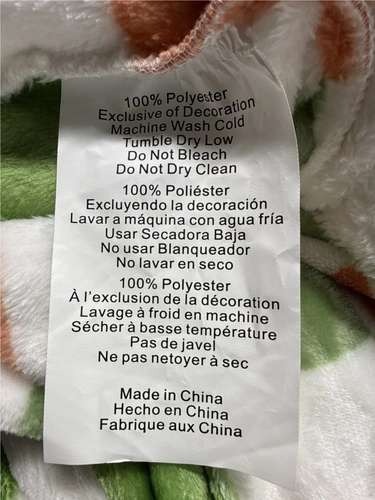 100% Polyester
Exclusive of Decoration
Machine Wash Cold
Tumble Dry Low
Do Not Bleach
Do Not Dry Clean
100% Poliéster
Excluyendo la decoración
Lavar a máquina con agua fría
Usar Secadora Baja
No usar Blanqueador
No lavar en seco
100% Polyester
À l'exclusion de la décoration
Lavage à froid en machine
Sécher à basse température
Pas de javel
Ne pas netoyer à sec
Made in China
Hecho en China
Fabrique aux China